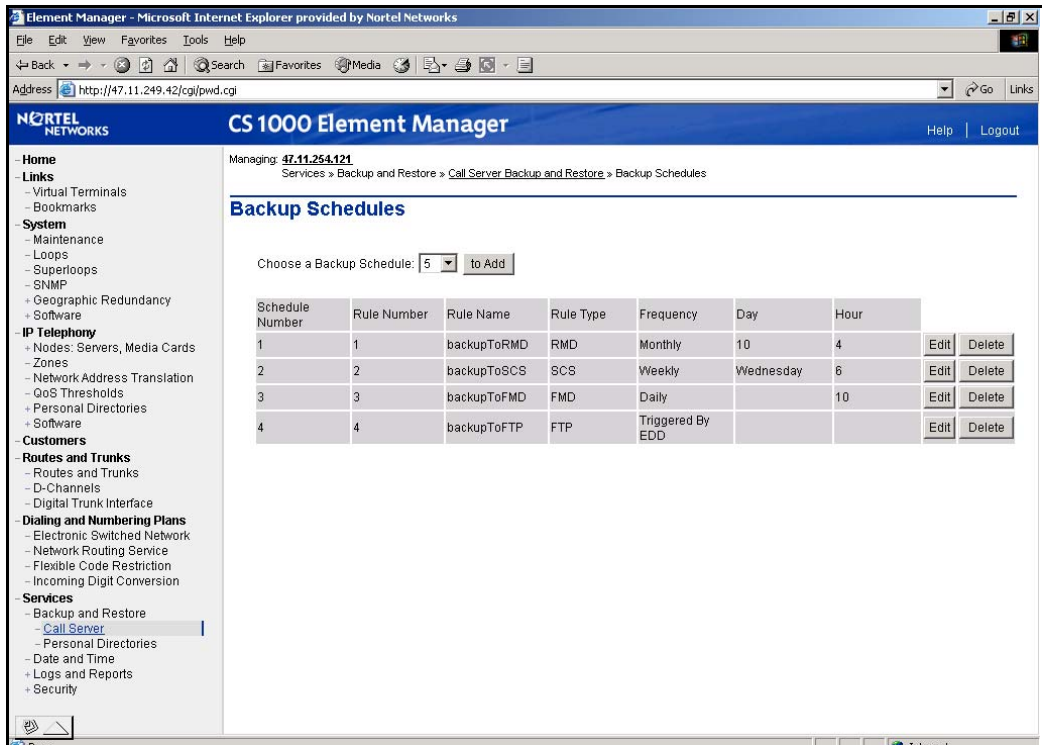 Element Manager - Microsoft Internet Explorer provided by Nortel Networks
File Edit View Favorites Tools Help
Back Search Favorites Media
Address http://47.11.249.42/cgi/pwd.cgi Go Links
NORTEL NETWORKS
CS 1000 Element Manager
Help | Logout
- Home
- Links
- Virtual Terminals
- Bookmarks
- System
- Maintenance
- Loops
- Superloops
- SNMP
+ Geographic Redundancy
+ Software
- IP Telephony
+ Nodes: Servers, Media Cards
- Zones
- Network Address Translation
- QoS Thresholds
+ Personal Directories
+ Software
- Customers
- Routes and Trunks
- Routes and Trunks
- D-Channels
- Digital Trunk Interface
- Dialing and Numbering Plans
- Electronic Switched Network
- Network Routing Service
- Flexible Code Restriction
- Incoming Digit Conversion
- Services
- Backup and Restore
- Call Server
- Personal Directories
- Date and Time
+ Logs and Reports
+ Security
Managing: 47.11.254.121
Services » Backup and Restore » Call Server Backup and Restore » Backup Schedules
Backup Schedules
Choose a Backup Schedule: 5 to Add
Schedule Number Rule Number Rule Name Rule Type Frequency Day Hour
1 1 backupToRMD RMD Monthly 10 4 Edit Delete
2 2 backupToSCS SCS Weekly Wednesday 6 Edit Delete
3 3 backupToFMD FMD Daily 10 Edit Delete
4 4 backupToFTP FTP Triggered By EDD Edit Delete